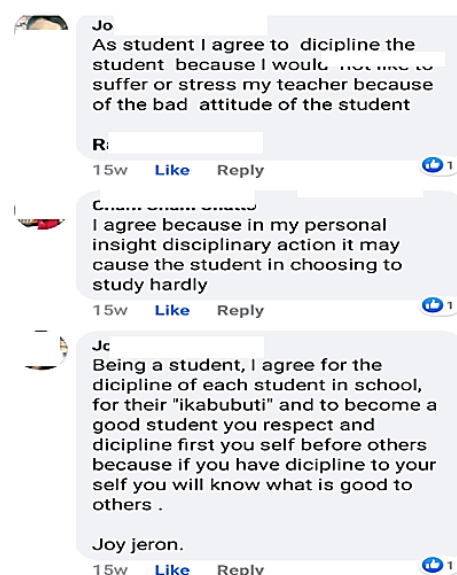 Jo
As student I agree to dicipline the
student because I would not like to
suffer or stress my teacher because
of the bad attitude of the student
15w Like Reply 1
I agree because in my personal
insight disciplinary action it may
cause the student in choosing to
study hardly
15w Like Reply 1
Jo
Being a student, I agree for the
dicipline of each student in school,
for their "ikabubuti" and to become a
good student you respect and
dicipline first you self before others
because if you have dicipline to your
self you will know what is good to
others .
Joy jeron.
15w Like Reply 1